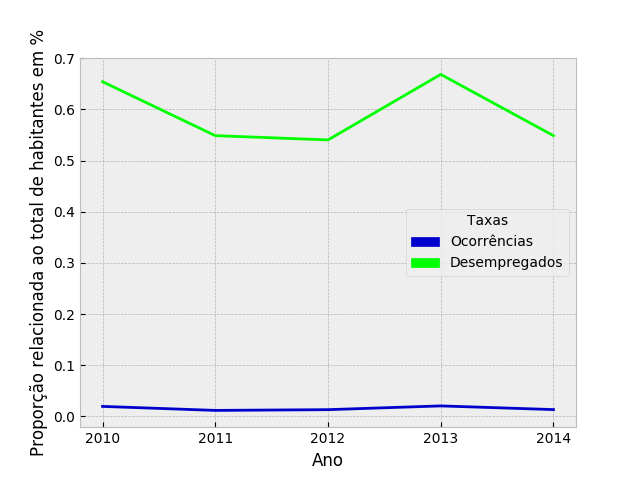 Proporção relacionada ao total de habitantes em %
0.7
0.6
0.5
0.4
0.3
0.2
0.1
0.0
Taxas
Ocorrências
Desempregados
2010 2011 2012 2013 2014
Ano